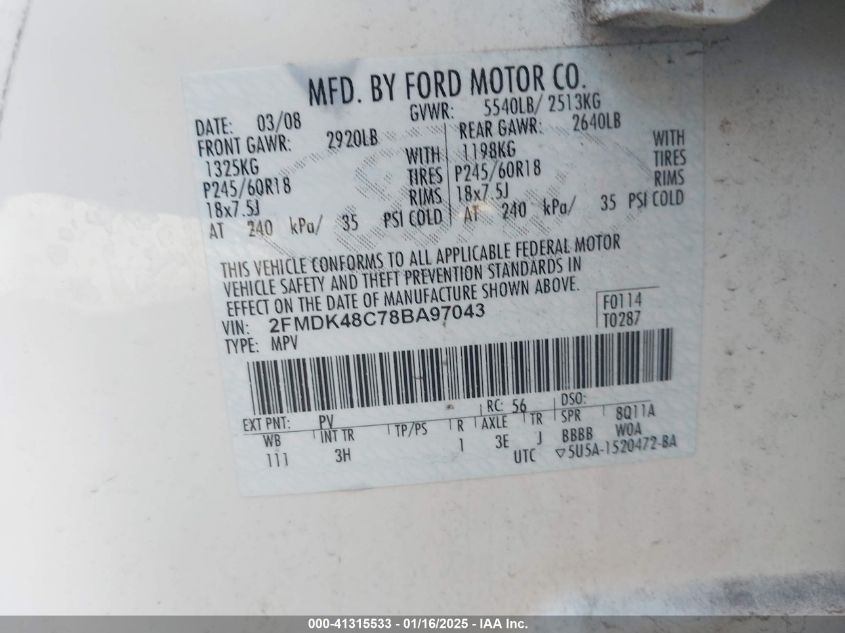 MFD. BY FORD MOTOR CO.
DATE: 03/08 GVWR: 5540LB/ 2513KG
FRONT GAWR: 2920LB REAR GAWR: 2640LB
1325KG WITH 1198KG WITH
P245/60R18 TIRES P245/60R18 TIRES
18x7.5J RIMS 18x7.5J RIMS
AT 240 kPa/ 35 PSI COLD AT 240 kPa/ 35 PSI COLD
THIS VEHICLE CONFORMS TO ALL APPLICABLE FEDERAL MOTOR
VEHICLE SAFETY AND THEFT PREVENTION STANDARDS IN
EFFECT ON THE DATE OF MANUFACTURE SHOWN ABOVE.
VIN: 2FMDK48C78BA97043 F0114
TYPE: MPV T0287
EXT PNT: PV RC: 56 DSO:
WB INT TR TP/PS R AXLE TR SPR 8Q11A
111 3H 1 3E J BBBB WOA
UTC ▽5U5A-1520472-BA
000-41315533 - 01/16/2025 - IAA Inc.